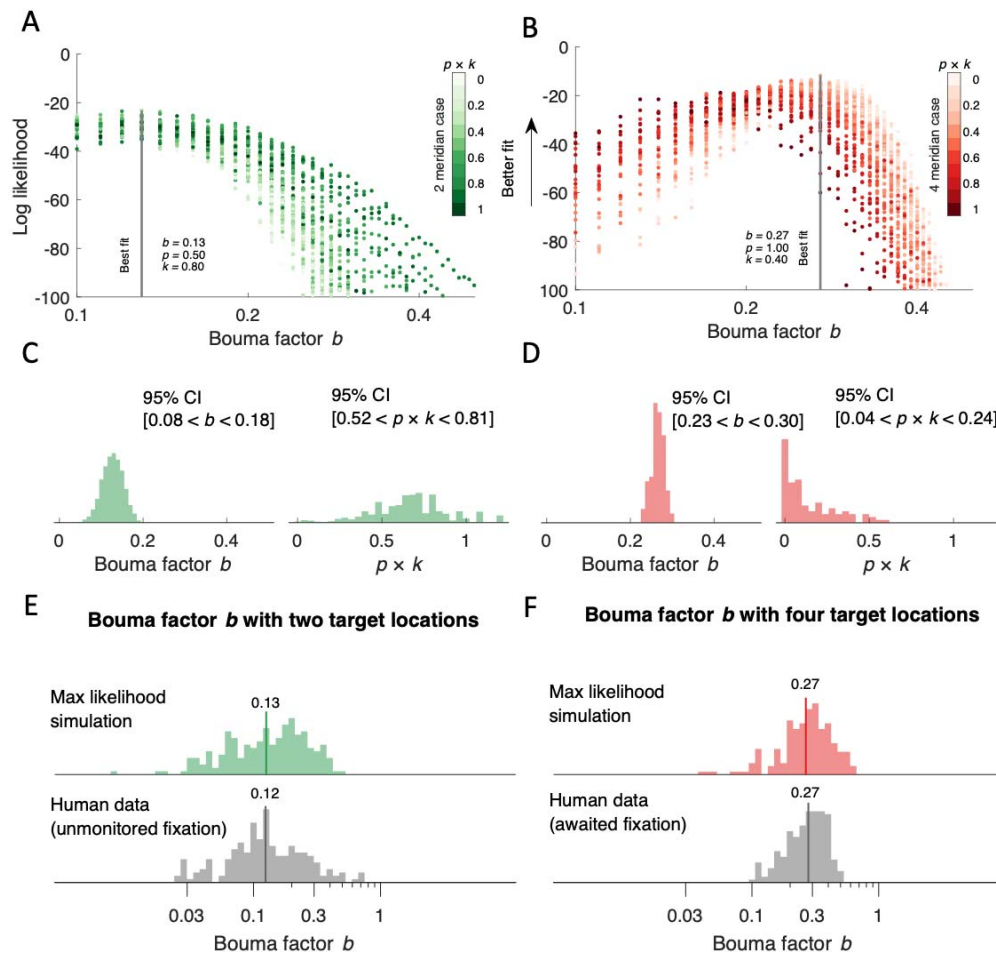 A
0
-20
-40
-60
-80
-100
Log likelihood
p × k
0
0.2
0.4
0.6
0.8
1
2 meridian case
Best fit
b = 0.13
p = 0.50
k = 0.80
0.1
0.2
0.4
Bouma factor b
B
0
-20
-40
-60
-80
100
Better fit
p × k
0
0.2
0.4
0.6
0.8
1
4 meridian case
b = 0.27
p = 1.00
k = 0.40
Best fit
0.1
0.2
0.4
Bouma factor b
C
95% CI
[0.08 < b < 0.18]
0
0.2
0.4
Bouma factor b
95% CI
[0.52 < p × k < 0.81]
0
0.5
1
p × k
D
95% CI
[0.23 < b < 0.30]
0
0.2
0.4
Bouma factor b
95% CI
[0.04 < p × k < 0.24]
0
0.5
1
p × k
E
Bouma factor b with two target locations
Max likelihood
simulation
0.13
Human data
(unmonitored fixation)
0.12
0.03
0.1
0.3
1
Bouma factor b
F
Bouma factor b with four target locations
Max likelihood
simulation
0.27
Human data
(awaited fixation)
0.27
0.03
0.1
0.3
1
Bouma factor b